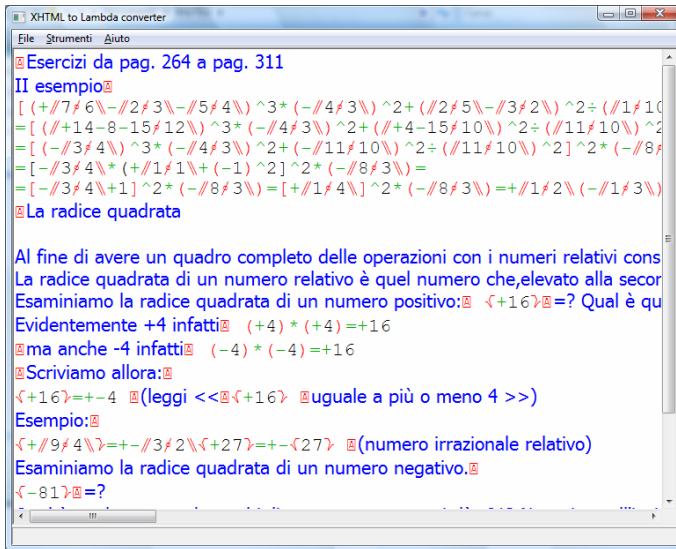 XHTML to Lambda converter
File Strumenti Aiuto
Esercizi da pag. 264 a pag. 311
II esempio
[(+//7≠6\-//2≠3\-//5≠4\)^3*(-//4≠3\)^2+(//2≠5\-//3≠2\)^2÷(//1≠10
=[(//+14-8-15≠12\)^3*(-//4≠3\)^2+(//+4-15≠10\)^2÷(//11≠10\)^2
=[(-//3≠4\)^3*(-//4≠3\)^2+(-//11≠10\)^2÷(//11≠10\)^2]^2*(-//8≠
=[-//3≠4\*(+//1≠1\+(-1)^2]^2*(-//8≠3\)=
=[-//3≠4\+1]^2*(-//8≠3\)=[+//1≠4\]^2*(-//8≠3\)=+//1≠2\(-//1≠3\)
La radice quadrata
Al fine di avere un quadro completo delle operazioni con i numeri relativi cons
La radice quadrata di un numero relativo è quel numero che,elevato alla secor
Esaminiamo la radice quadrata di un numero positivo: {+16}=? Qual è qu
Evidentemente +4 infatti (+4)*(+4)=+16
ma anche -4 infatti (-4)*(-4)=+16
Scriviamo allora:
{+16}=+-4 (leggi <<{+16} uguale a più o meno 4 >>)
Esempio:
{+//9≠4\}=+-//3≠2\{+27}=+-{27} (numero irrazionale relativo)
Esaminiamo la radice quadrata di un numero negativo.
{-81}=?